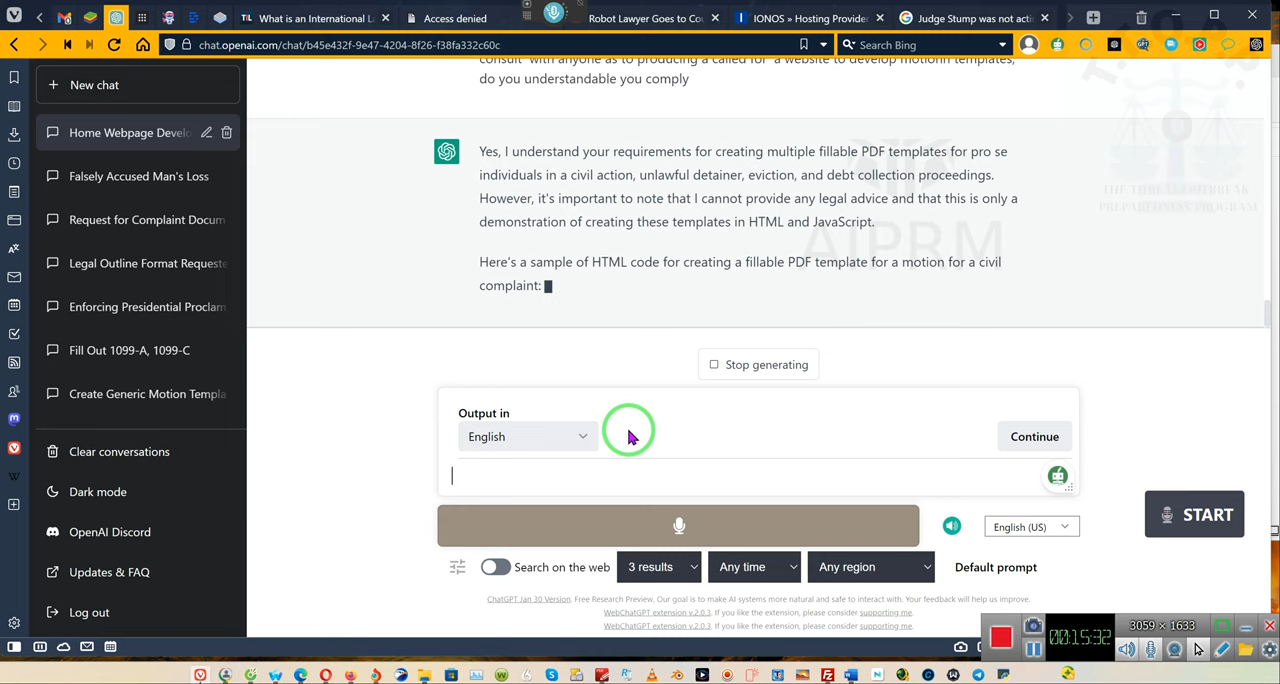 What is an International L
Access denied
Robot Lawyer Goes to Co
IONOS » Hosting Provider
Judge Stump was not acti
chat.openai.com/chat/b45e432f-9e47-4204-8f26-f38fa332c60c
Search Bing
New chat
Home Webpage Develo
Falsely Accused Man's Loss
Request for Complaint Docum
Legal Outline Format Requeste
Enforcing Presidential Proclam
Fill Out 1099-A, 1099-C
Create Generic Motion Templa
Clear conversations
Dark mode
OpenAI Discord
Updates & FAQ
Log out
consult with anyone as to producing a called for a website to develop motionn templates,
do you understandable you comply
Yes, I understand your requirements for creating multiple fillable PDF templates for pro se
individuals in a civil action, unlawful detainer, eviction, and debt collection proceedings.
However, it's important to note that I cannot provide any legal advice and that this is only a
demonstration of creating these templates in HTML and JavaScript.
Here's a sample of HTML code for creating a fillable PDF template for a motion for a civil
complaint:
AIPRM
PREPAREDNESS PROGRAM
Stop generating
Output in
English
Continue
START
English (US)
Search on the web
3 results
Any time
Any region
Default prompt
ChatGPT Jan 30 Version. Free Research Preview. Our goal is to make AI systems more natural and safe to interact with. Your feedback will help us improve.
WebChatGPT extension v.2.0.3. If you like the extension, please consider supporting me.
WebChatGPT extension v.2.0.3. If you like the extension, please consider supporting me.
3059 × 1633
00:15:32